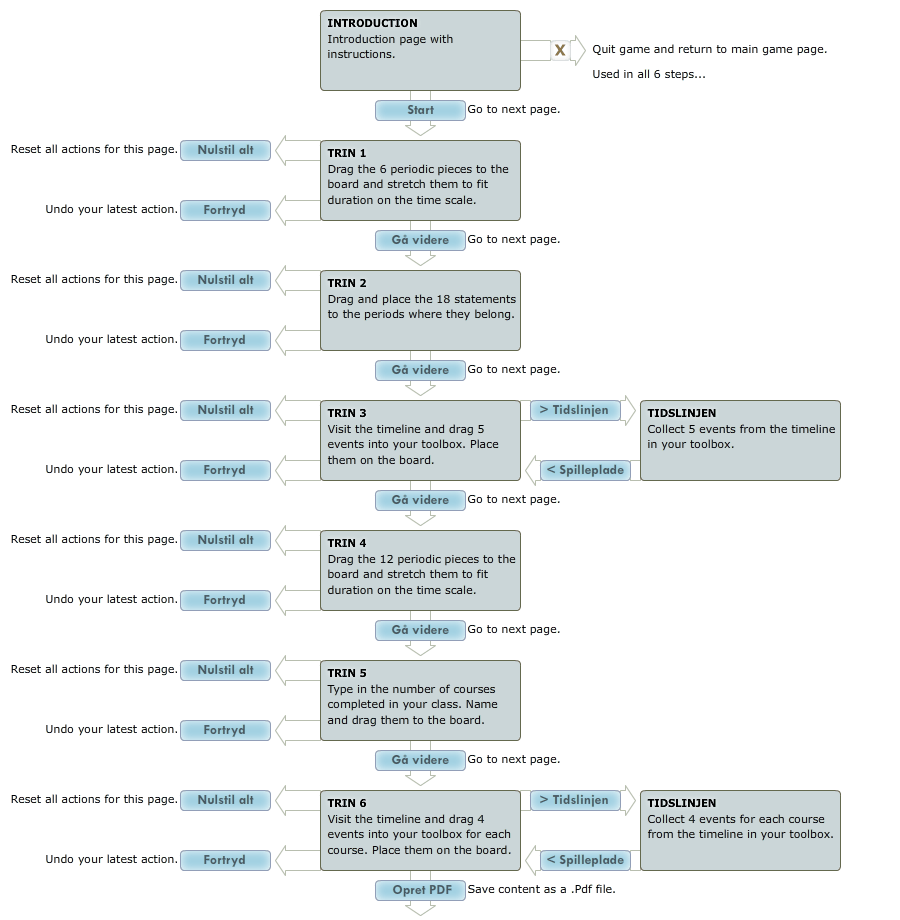 INTRODUCTION
Introduction page with
instructions.
X
Quit game and return to main game page.
Used in all 6 steps...
Start
Go to next page.
Reset all actions for this page.
Nulstil alt
Undo your latest action.
Fortryd
TRIN 1
Drag the 6 periodic pieces to the
board and stretch them to fit
duration on the time scale.
Gå videre
Go to next page.
Reset all actions for this page.
Nulstil alt
Undo your latest action.
Fortryd
TRIN 2
Drag and place the 18 statements
to the periods where they belong.
Gå videre
Go to next page.
Reset all actions for this page.
Nulstil alt
Undo your latest action.
Fortryd
TRIN 3
Visit the timeline and drag 5
events into your toolbox. Place
them on the board.
> Tidslinjen
< Spilleplade
TIDSLINJEN
Collect 5 events from the timeline
in your toolbox.
Gå videre
Go to next page.
Reset all actions for this page.
Nulstil alt
Undo your latest action.
Fortryd
TRIN 4
Drag the 12 periodic pieces to the
board and stretch them to fit
duration on the time scale.
Gå videre
Go to next page.
Reset all actions for this page.
Nulstil alt
Undo your latest action.
Fortryd
TRIN 5
Type in the number of courses
completed in your class. Name
and drag them to the board.
Gå videre
Go to next page.
Reset all actions for this page.
Nulstil alt
Undo your latest action.
Fortryd
TRIN 6
Visit the timeline and drag 4
events into your toolbox for each
course. Place them on the board.
> Tidslinjen
< Spilleplade
TIDSLINJEN
Collect 4 events for each course
from the timeline in your toolbox.
Opret PDF
Save content as a .Pdf file.